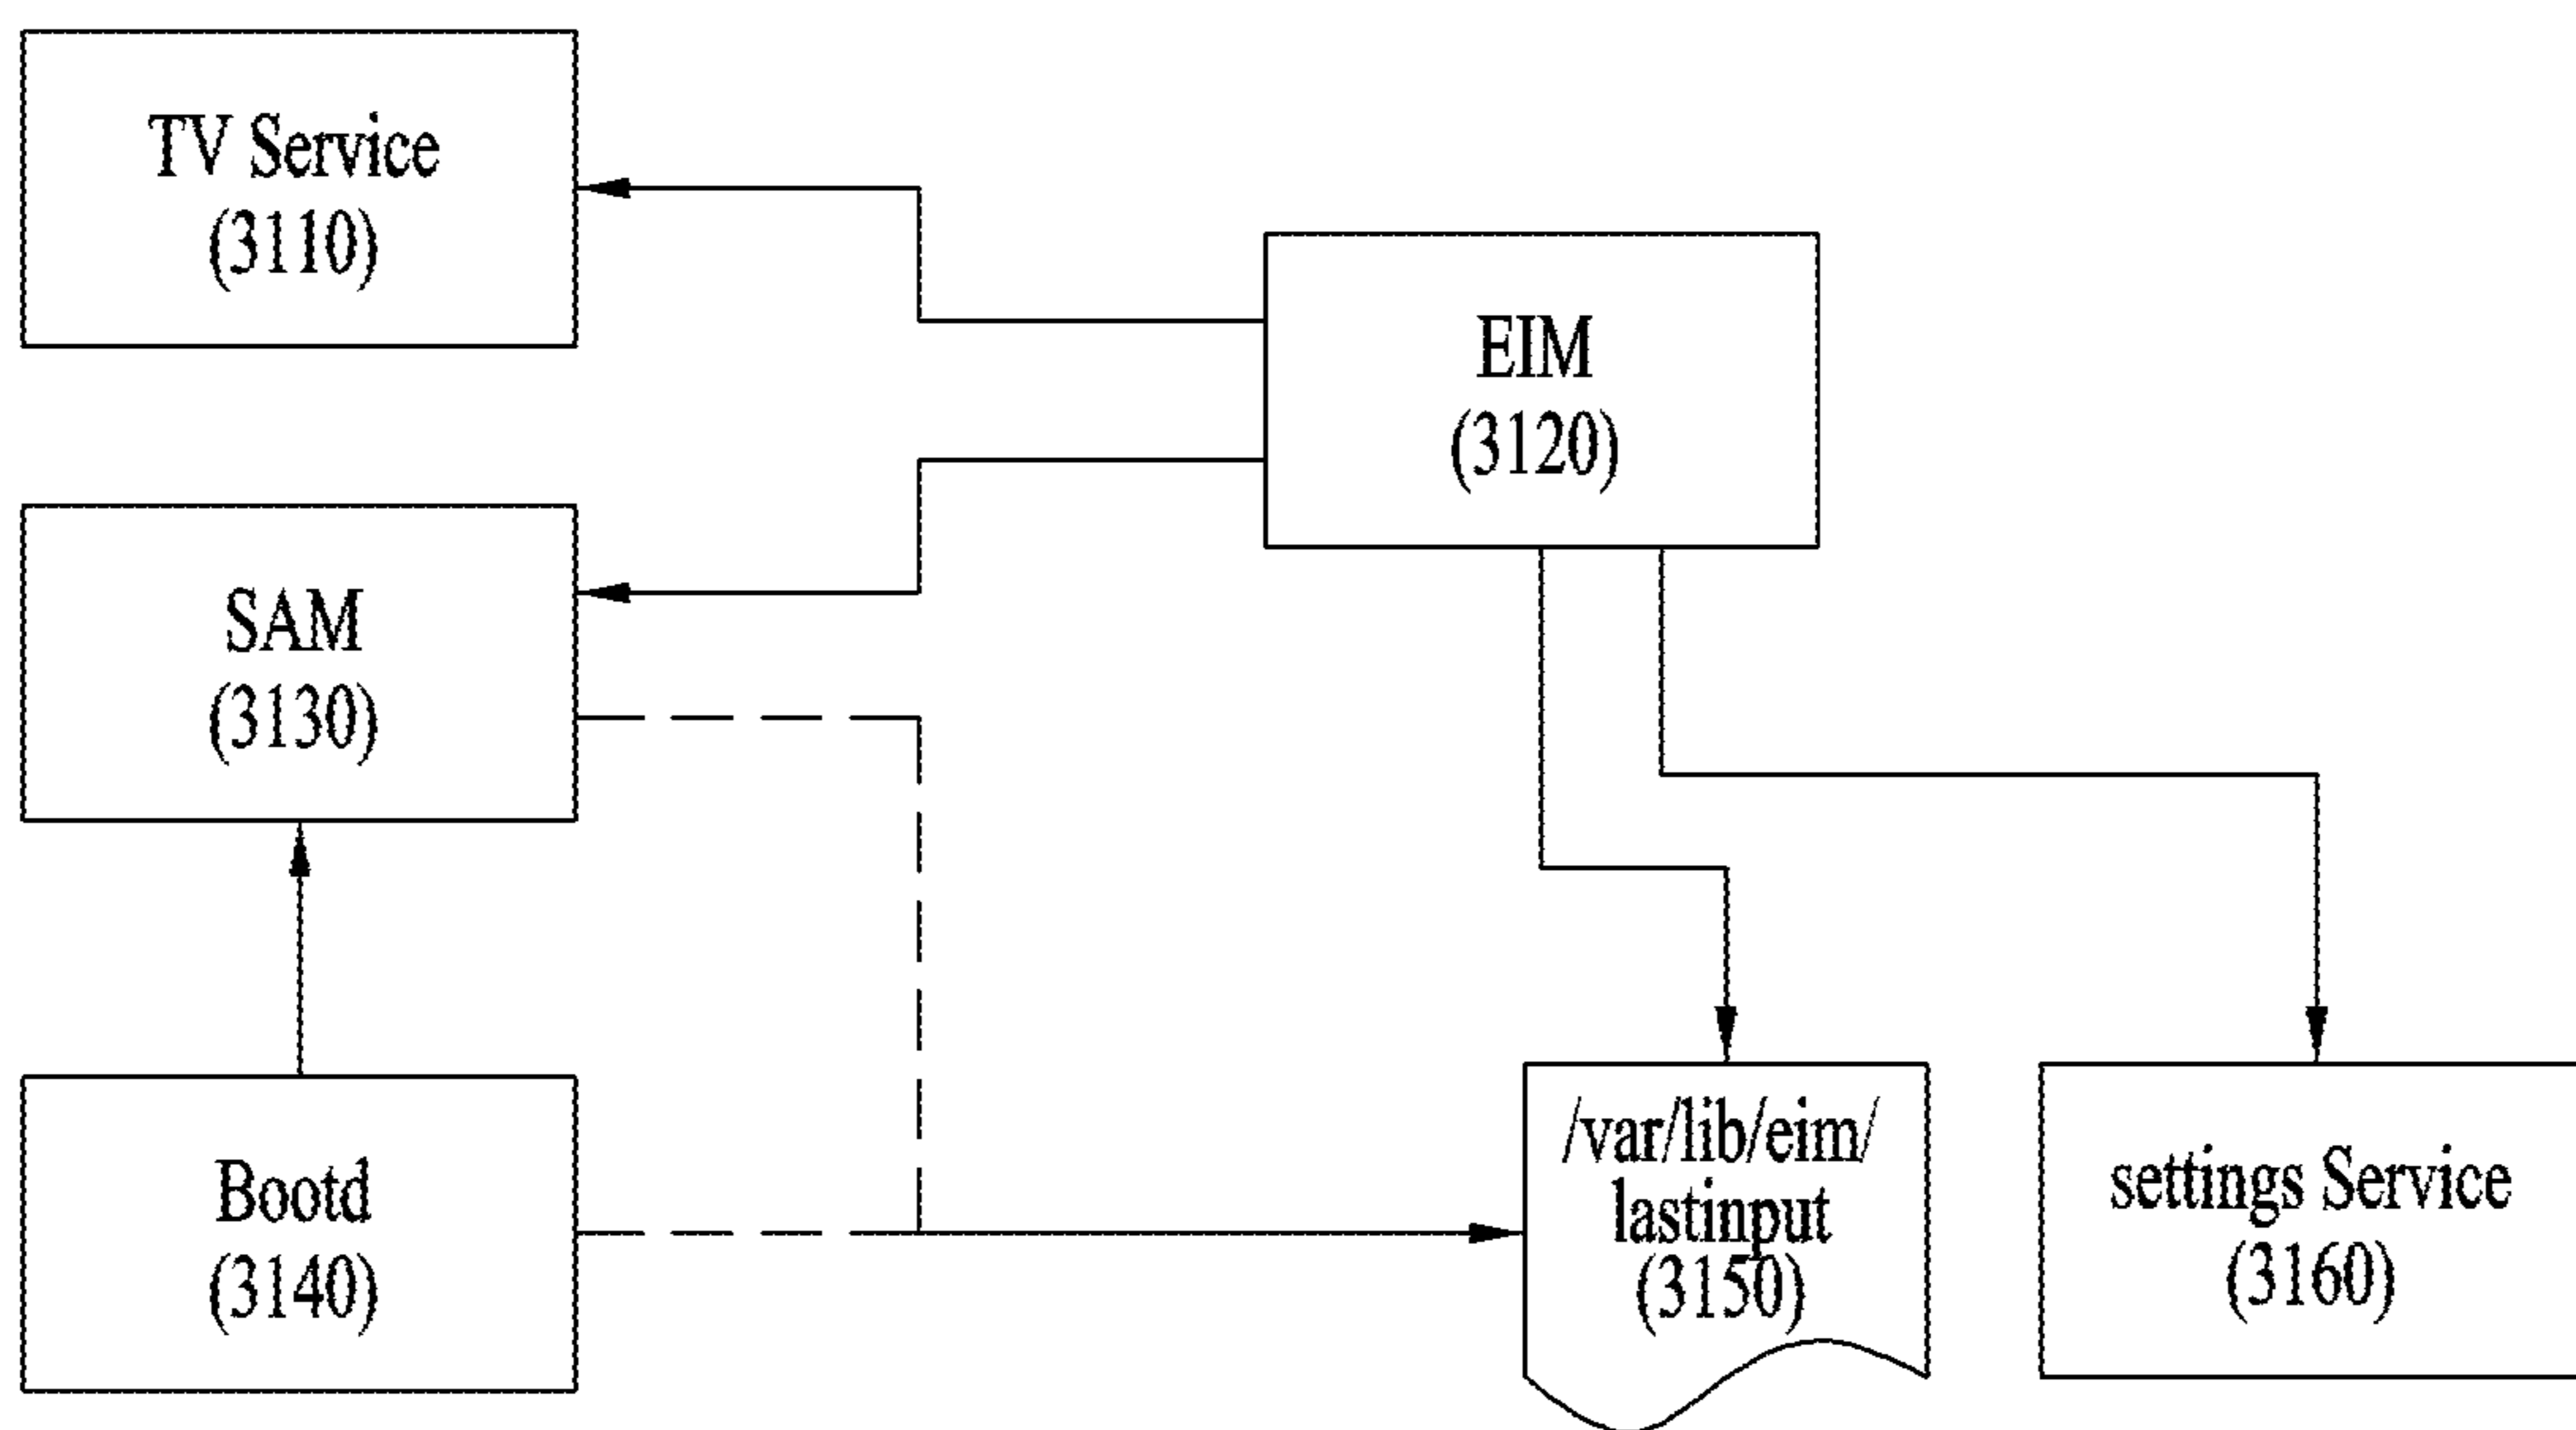 TV Service
(3110)
EIM
(3120)
SAM
(3130)
Bootd
(3140)
/var/lib/eim/
lastinput
(3150)
settings Service
(3160)